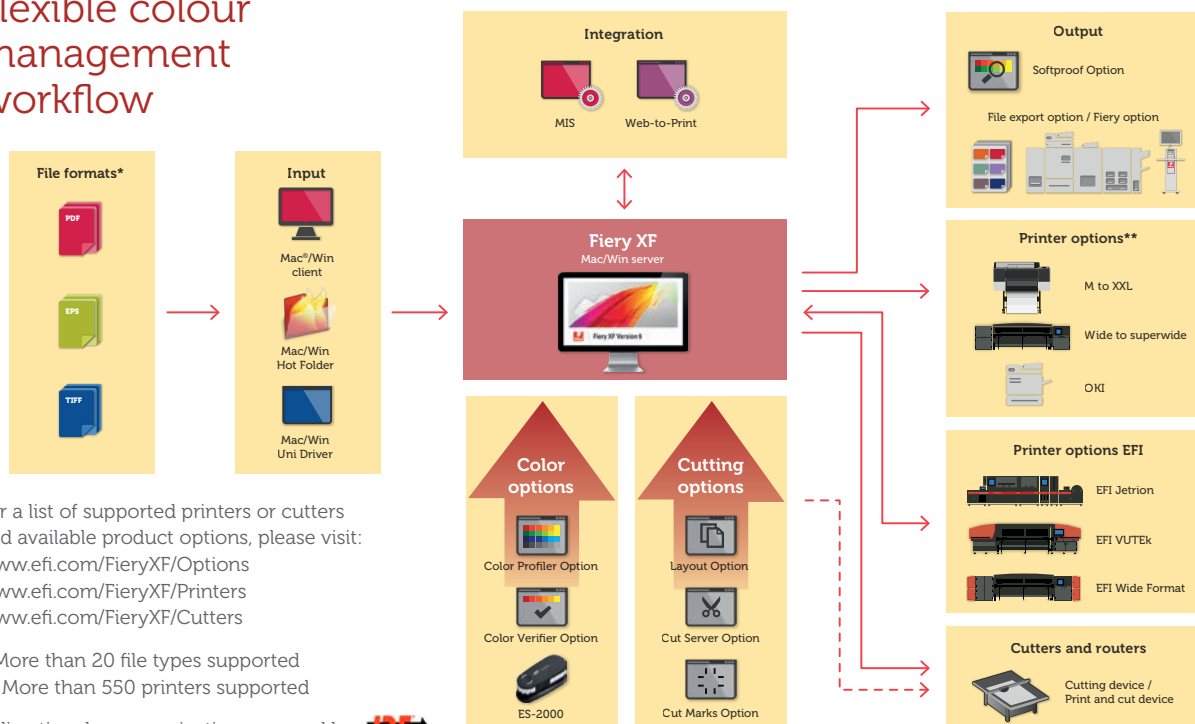 flexible colour
management
workflow
File formats*
PDF
EPS
TIFF
Input
Mac®/Win
client
Mac/Win
Hot Folder
Mac/Win
Uni Driver
Integration
MIS
Web-to-Print
Fiery XF
Mac/Win server
Fiery XF Version 6
Color
options
Color Profiler Option
Color Verifier Option
ES-2000
Cutting
options
Layout Option
Cut Server Option
Cut Marks Option
Output
Softproof Option
File export option / Fiery option
Printer options**
M to XXL
Wide to superwide
OKI
Printer options EFI
EFI Jetrion
EFI VUTEk
EFI Wide Format
Cutters and routers
Cutting device /
Print and cut device
a list of supported printers or cutters
available product options, please visit:
www.efi.com/FieryXF/Options
www.efi.com/FieryXF/Printers
www.efi.com/FieryXF/Cutters
More than 20 file types supported
More than 550 printers supported